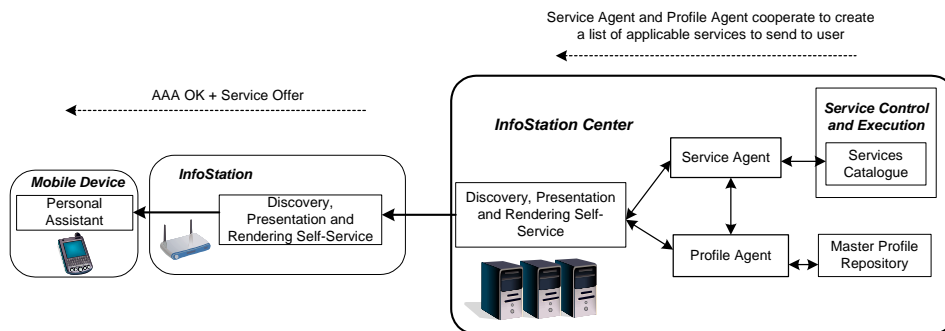 Service Agent and Profile Agent cooperate to create
a list of applicable services to send to user
AAA OK + Service Offer
InfoStation Center
Service Control
and Execution
Services
Catalogue
Service Agent
Mobile Device
Personal
Assistant
InfoStation
Discovery,
Presentation and
Rendering Self-Service
Discovery, Presentation
and Rendering Self-
Service
Profile Agent
Master Profile
Repository